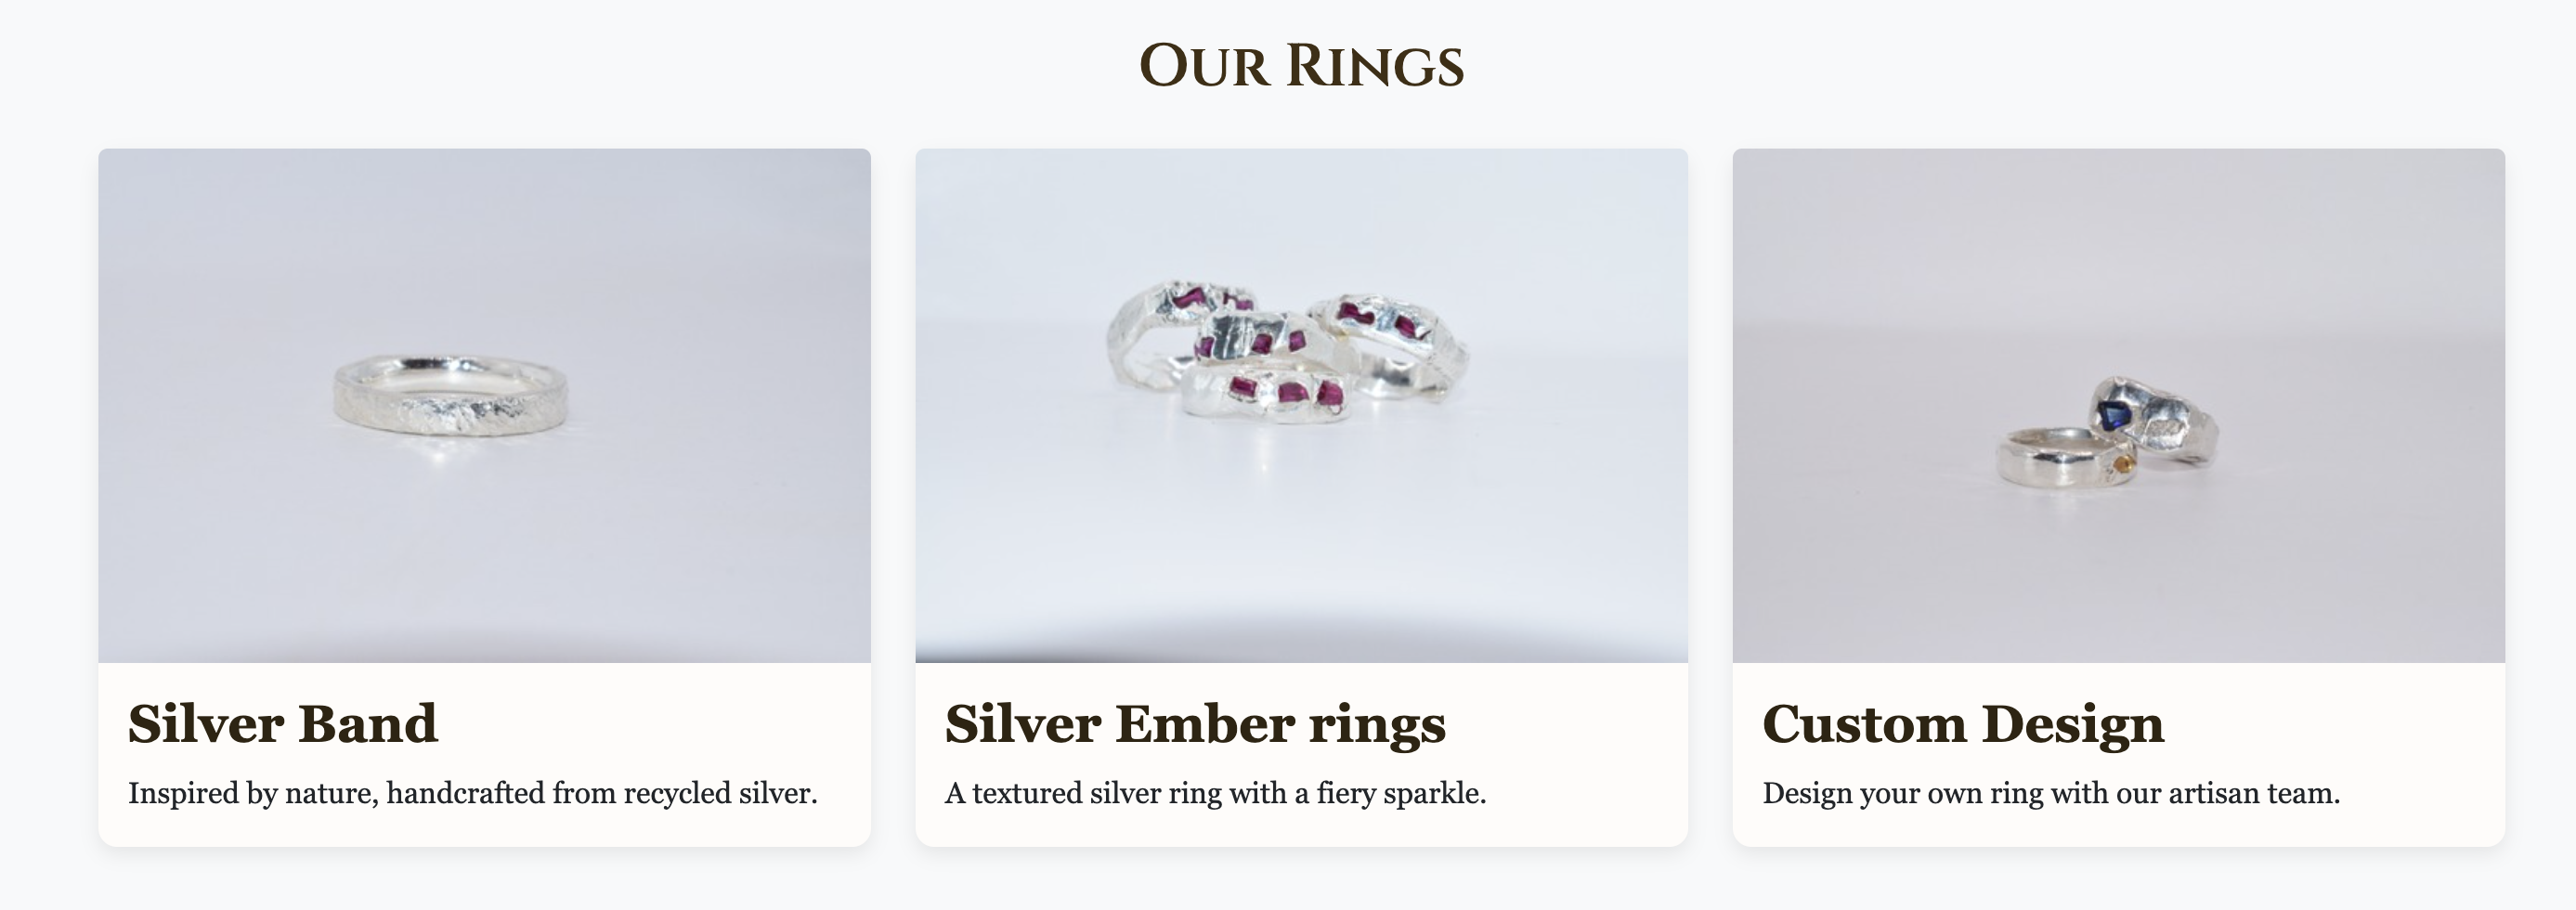 Our Rings
Silver Band
Inspired by nature, handcrafted from recycled silver.
Silver Ember rings
A textured silver ring with a fiery sparkle.
Custom Design
Design your own ring with our artisan team.